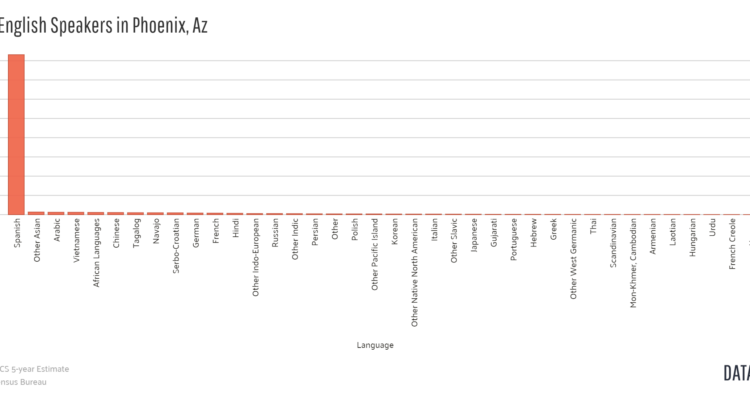 English Speakers in Phoenix, Az
Spanish
Other Asian
Arabic
Vietnamese
African Languages
Chinese
Tagalog
Navajo
Serbo-Croatian
German
French
Hindi
Other Indo-European
Russian
Other Indic
Persian
Other
Polish
Other Pacific Island
Korean
Other Native North American
Italian
Other Slavic
Japanese
Gujarati
Portuguese
Hebrew
Greek
Other West Germanic
Thai
Scandinavian
Mon-Khmer, Cambodian
Armenian
Laotian
Hungarian
Urdu
French Creole
Language
CS 5-year Estimate
nsus Bureau
DATA